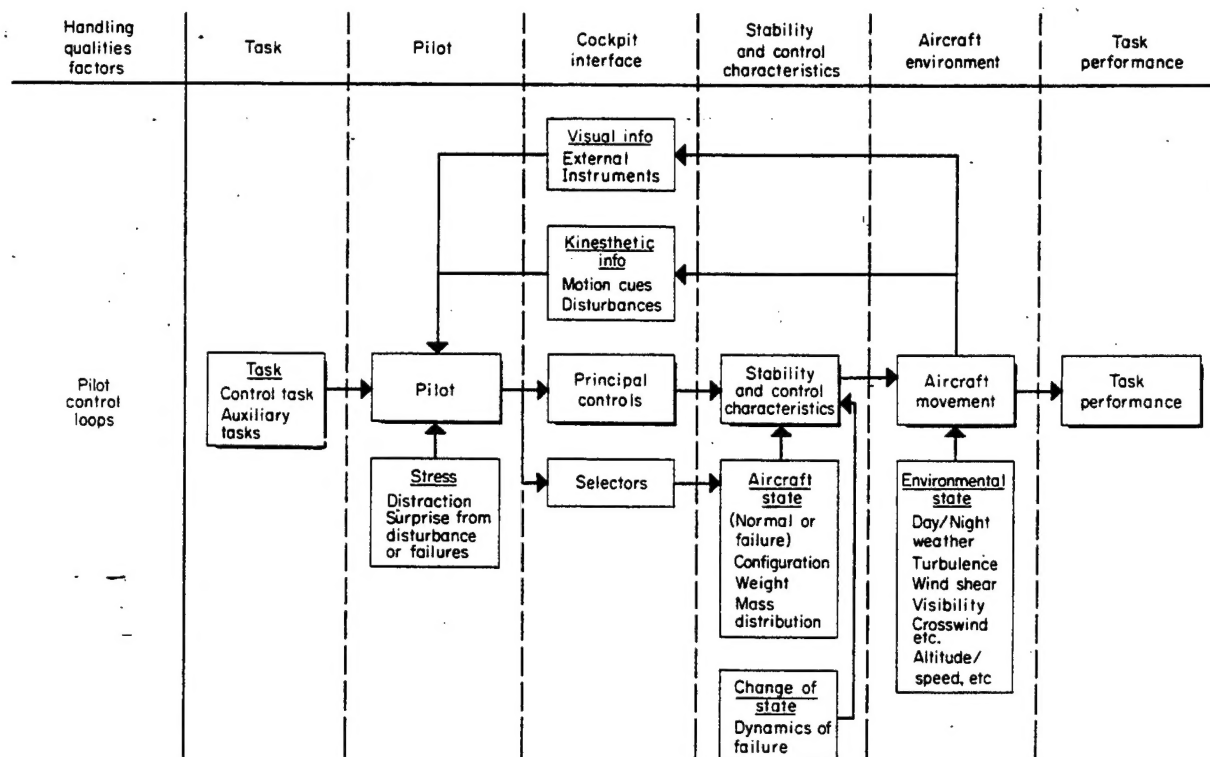 Handling
qualities
factors
Task
Pilot
Cockpit
interface
Stability
and control
characteristics
Aircraft
environment
Task
performance
Visual info
External
Instruments
Kinesthetic
info
Motion cues
Disturbances
Pilot
control
loops
Task
Control task
Auxiliary
tasks
Pilot
Principal
controls
Stability
and control
characteristics
Aircraft
movement
Task
performance
Stress
Distraction
Surprise from
disturbance
or failures
Selectors
Aircraft
state
(Normal or
failure)
Configuration
Weight
Mass
distribution
Environmental
state
Day/Night
weather
Turbulence
Wind shear
Visibility
Crosswind
etc.
Altitude/
speed, etc
Change of
state
Dynamics of
failure